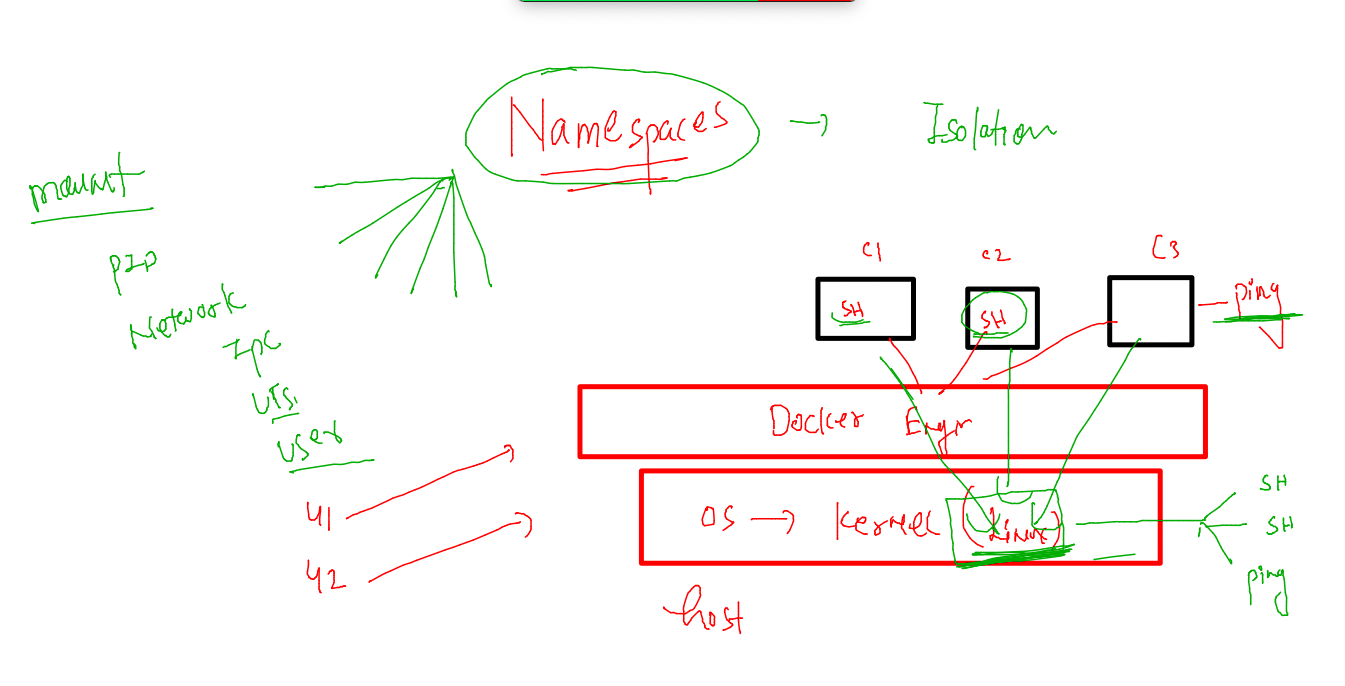 Namespaces → Isolation
mount
PID
Network
IPC
UTS
user
C1
C2
C3
SH
SH
ping
Docker Engn
OS → Kernel (Linux)
SH
SH
ping
U1
U2
host